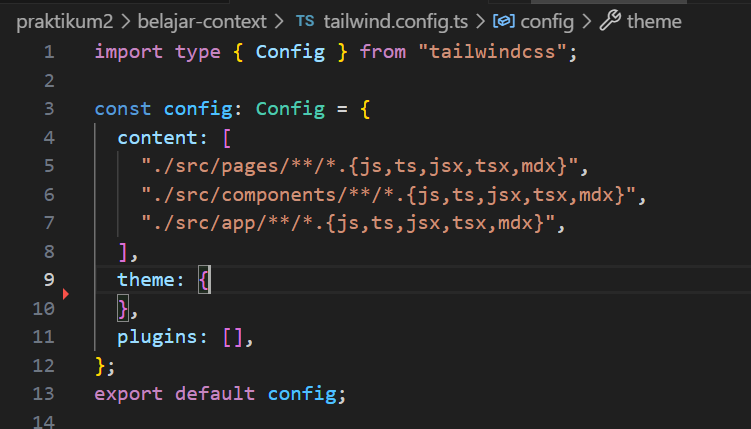 praktikum2 > belajar-context > TS tailwind.config.ts > config > theme
1 import type { Config } from "tailwindcss";
2
3 const config: Config = {
4   content: [
5     "./src/pages/**/*.{js,ts,jsx,tsx,mdx}",
6     "./src/components/**/*.{js,ts,jsx,tsx,mdx}",
7     "./src/app/**/*.{js,ts,jsx,tsx,mdx}",
8   ],
9   theme: {
10   },
11   plugins: [],
12 };
13 export default config;
14